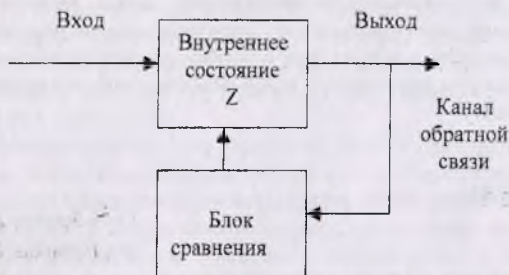 Вход
Выход
Внутреннее
состояние
Z
Канал
обратной
связи
Блок
сравнения